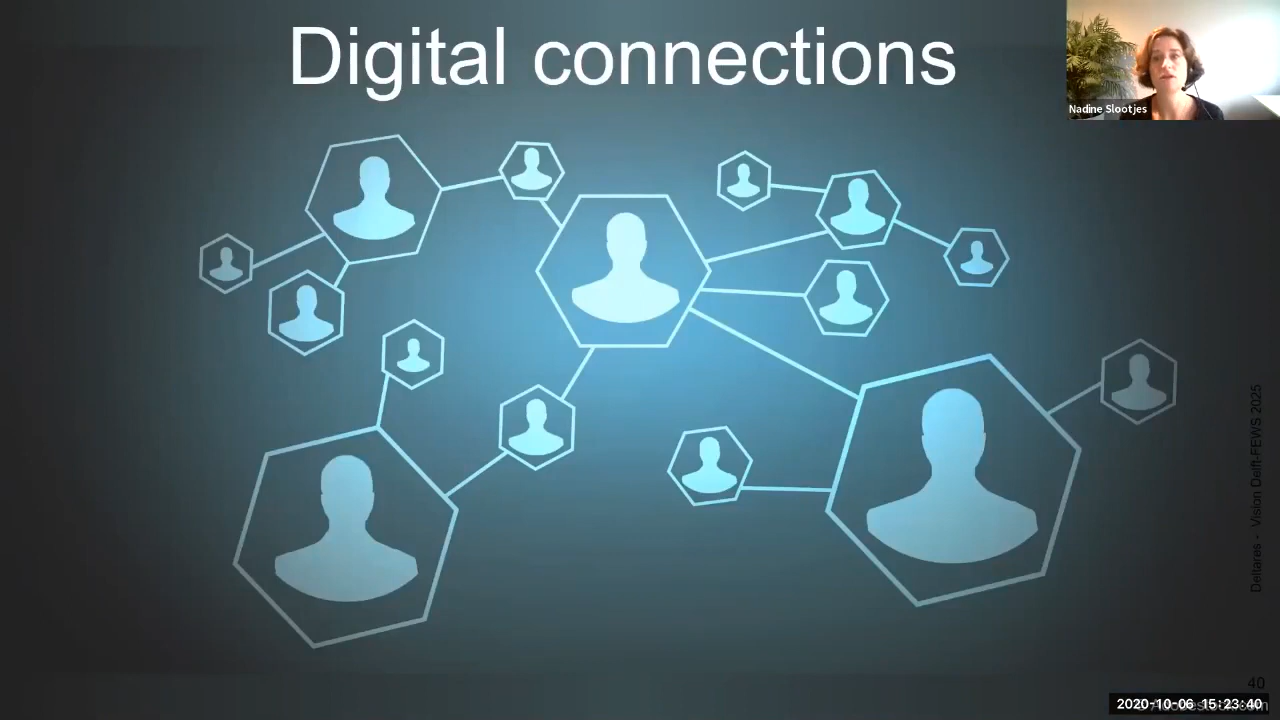 Digital connections
Nadine Slootjes
Deltares - Vision Delft-FEWS 2025
40
2020-10-06 15:23:40